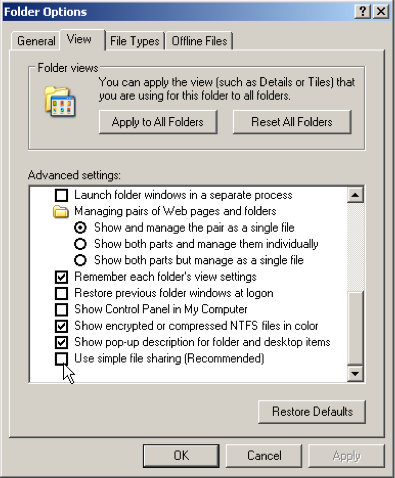 Folder Options
General
View
File Types
Offline Files
Folder views
You can apply the view (such as Details or Tiles) that
you are using for this folder to all folders.
Apply to All Folders
Reset All Folders
Advanced settings:
Launch folder windows in a separate process
Managing pairs of Web pages and folders
Show and manage the pair as a single file
Show both parts and manage them individually
Show both parts but manage as a single file
Remember each folder's view settings
Restore previous folder windows at logon
Show Control Panel in My Computer
Show encrypted or compressed NTFS files in color
Show pop-up description for folder and desktop items
Use simple file sharing (Recommended)
Restore Defaults
OK
Cancel
Apply